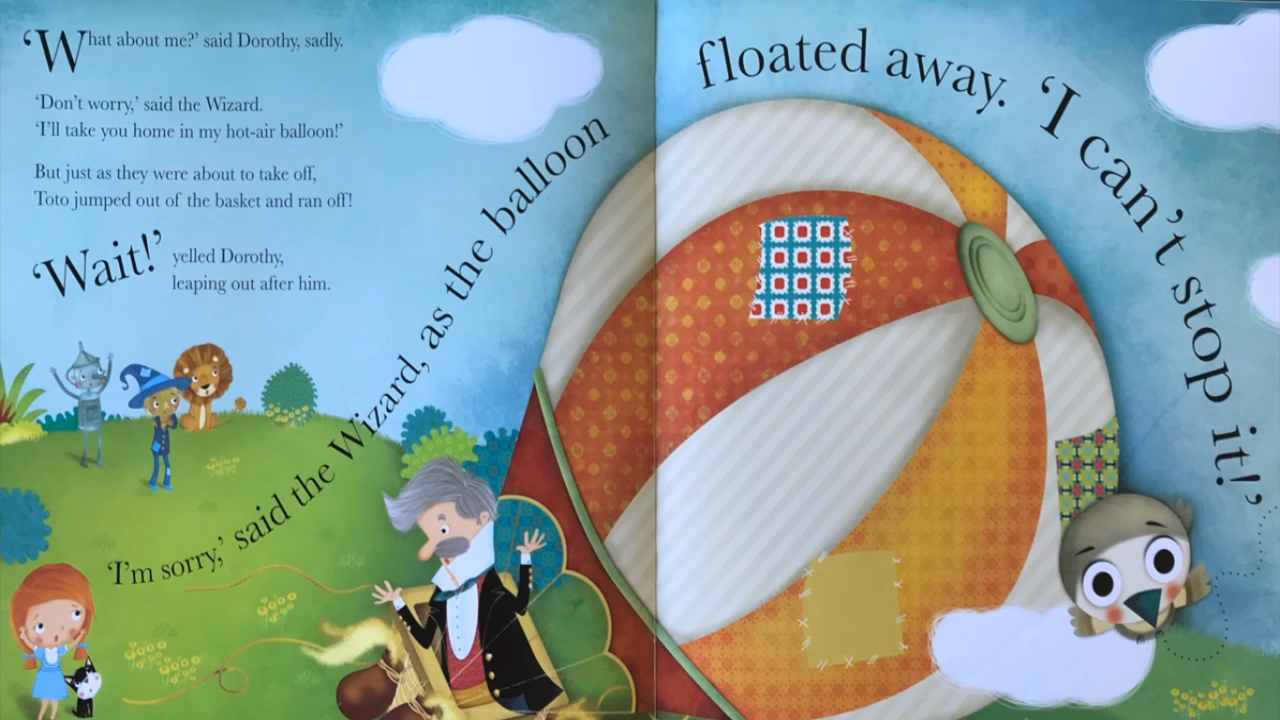 ‘What about me?’ said Dorothy, sadly.
‘Don’t worry,’ said the Wizard.
‘I’ll take you home in my hot-air balloon!’
But just as they were about to take off,
Toto jumped out of the basket and ran off!
‘Wait!’ yelled Dorothy,
leaping out after him.
‘I’m sorry,’ said the Wizard, as the balloon
floated away. ‘I can’t stop it!’